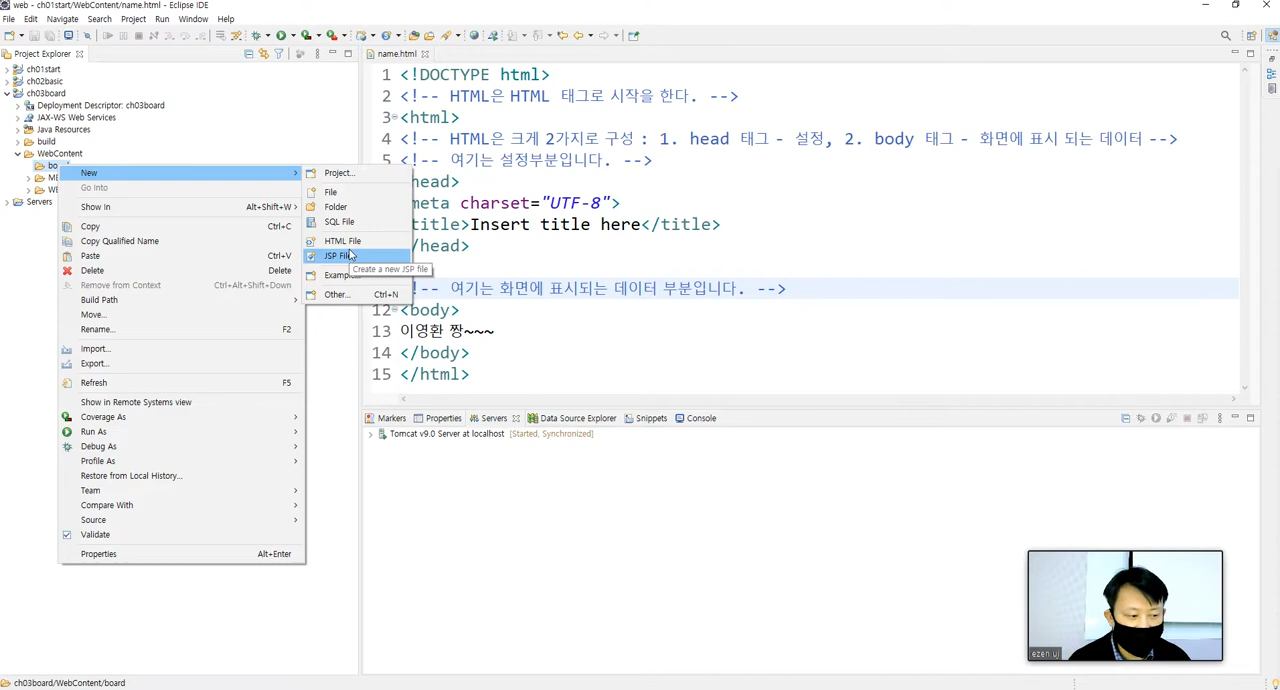 web - ch01start/WebContent/name.html - Eclipse IDE
File Edit Navigate Search Project Run Window Help
Project Explorer
ch01start
ch02basic
ch03board
Deployment Descriptor: ch03board
JAX-WS Web Services
Java Resources
build
WebContent
bo
ME
WE
Servers
New
Go Into
Show In Alt+Shift+W
Copy Ctrl+C
Copy Qualified Name
Paste Ctrl+V
Delete Delete
Remove from Context Ctrl+Alt+Shift+Down
Build Path
Move...
Rename... F2
Import...
Export...
Refresh F5
Show in Remote Systems view
Coverage As
Run As
Debug As
Profile As
Restore from Local History...
Team
Compare With
Source
Validate
Properties Alt+Enter
Project...
File
Folder
SQL File
HTML File
JSP File
Create a new JSP file
Example...
Other... Ctrl+N
name.html
1 <!DOCTYPE html>
2 <!-- HTML은 HTML 태그로 시작을 한다. -->
3 <html>
4 <!-- HTML은 크게 2가지로 구성 : 1. head 태그 - 설정, 2. body 태그 - 화면에 표시 되는 데이터 -->
5 <!-- 여기는 설정부분입니다. -->
head>
meta charset="UTF-8">
title>Insert title here</title>
/head>
!-- 여기는 화면에 표시되는 데이터 부분입니다. -->
12 <body>
13 이영환 짱~~~
14 </body>
15 </html>
Markers Properties Servers Data Source Explorer Snippets Console
Tomcat v9.0 Server at localhost [Started, Synchronized]
ezen uj
ch03board/WebContent/board